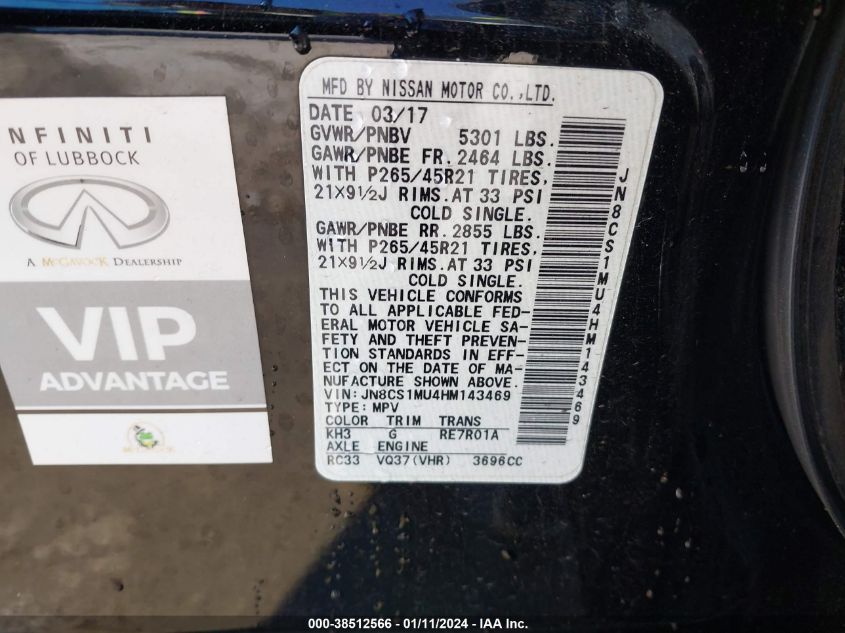 NFINITI
OF LUBBOCK
A McGAVOCK DEALERSHIP
VIP
ADVANTAGE
MFD BY NISSAN MOTOR CO.,LTD.
DATE 03/17
GVWR/PNBV 5301 LBS.
GAWR/PNBE FR. 2464 LBS.
WITH P265/45R21 TIRES,
21X9 1/2J RIMS.AT 33 PSI
COLD SINGLE.
GAWR/PNBE RR. 2855 LBS.
WITH P265/45R21 TIRES,
21X9 1/2J RIMS.AT 33 PSI
COLD SINGLE.
THIS VEHICLE CONFORMS
TO ALL APPLICABLE FED-
ERAL MOTOR VEHICLE SA-
FETY AND THEFT PREVEN-
TION STANDARDS IN EFF-
ECT ON THE DATE OF MA-
NUFACTURE SHOWN ABOVE.
VIN:JN8CS1MU4HM143469
TYPE:MPV
COLOR TRIM TRANS
KH3 G RE7R01A
AXLE ENGINE
RC33 VQ37(VHR) 3696CC
JN8CS1MU4HM143469
000-38512566 - 01/11/2024 - IAA Inc.